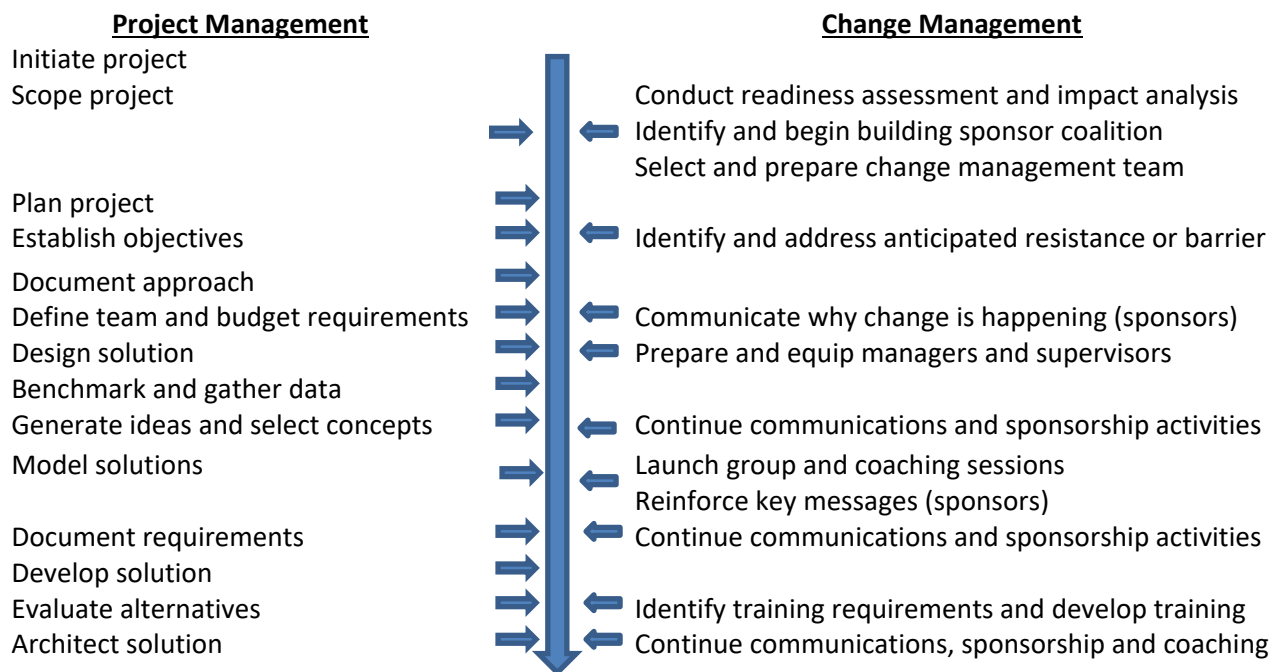 Project Management
Change Management
Initiate project
Scope project
Conduct readiness assessment and impact analysis
Identify and begin building sponsor coalition
Select and prepare change management team
Plan project
Establish objectives
Identify and address anticipated resistance or barrier
Document approach
Define team and budget requirements
Communicate why change is happening (sponsors)
Design solution
Prepare and equip managers and supervisors
Benchmark and gather data
Generate ideas and select concepts
Continue communications and sponsorship activities
Model solutions
Launch group and coaching sessions
Reinforce key messages (sponsors)
Document requirements
Continue communications and sponsorship activities
Develop solution
Evaluate alternatives
Identify training requirements and develop training
Architect solution
Continue communications, sponsorship and coaching